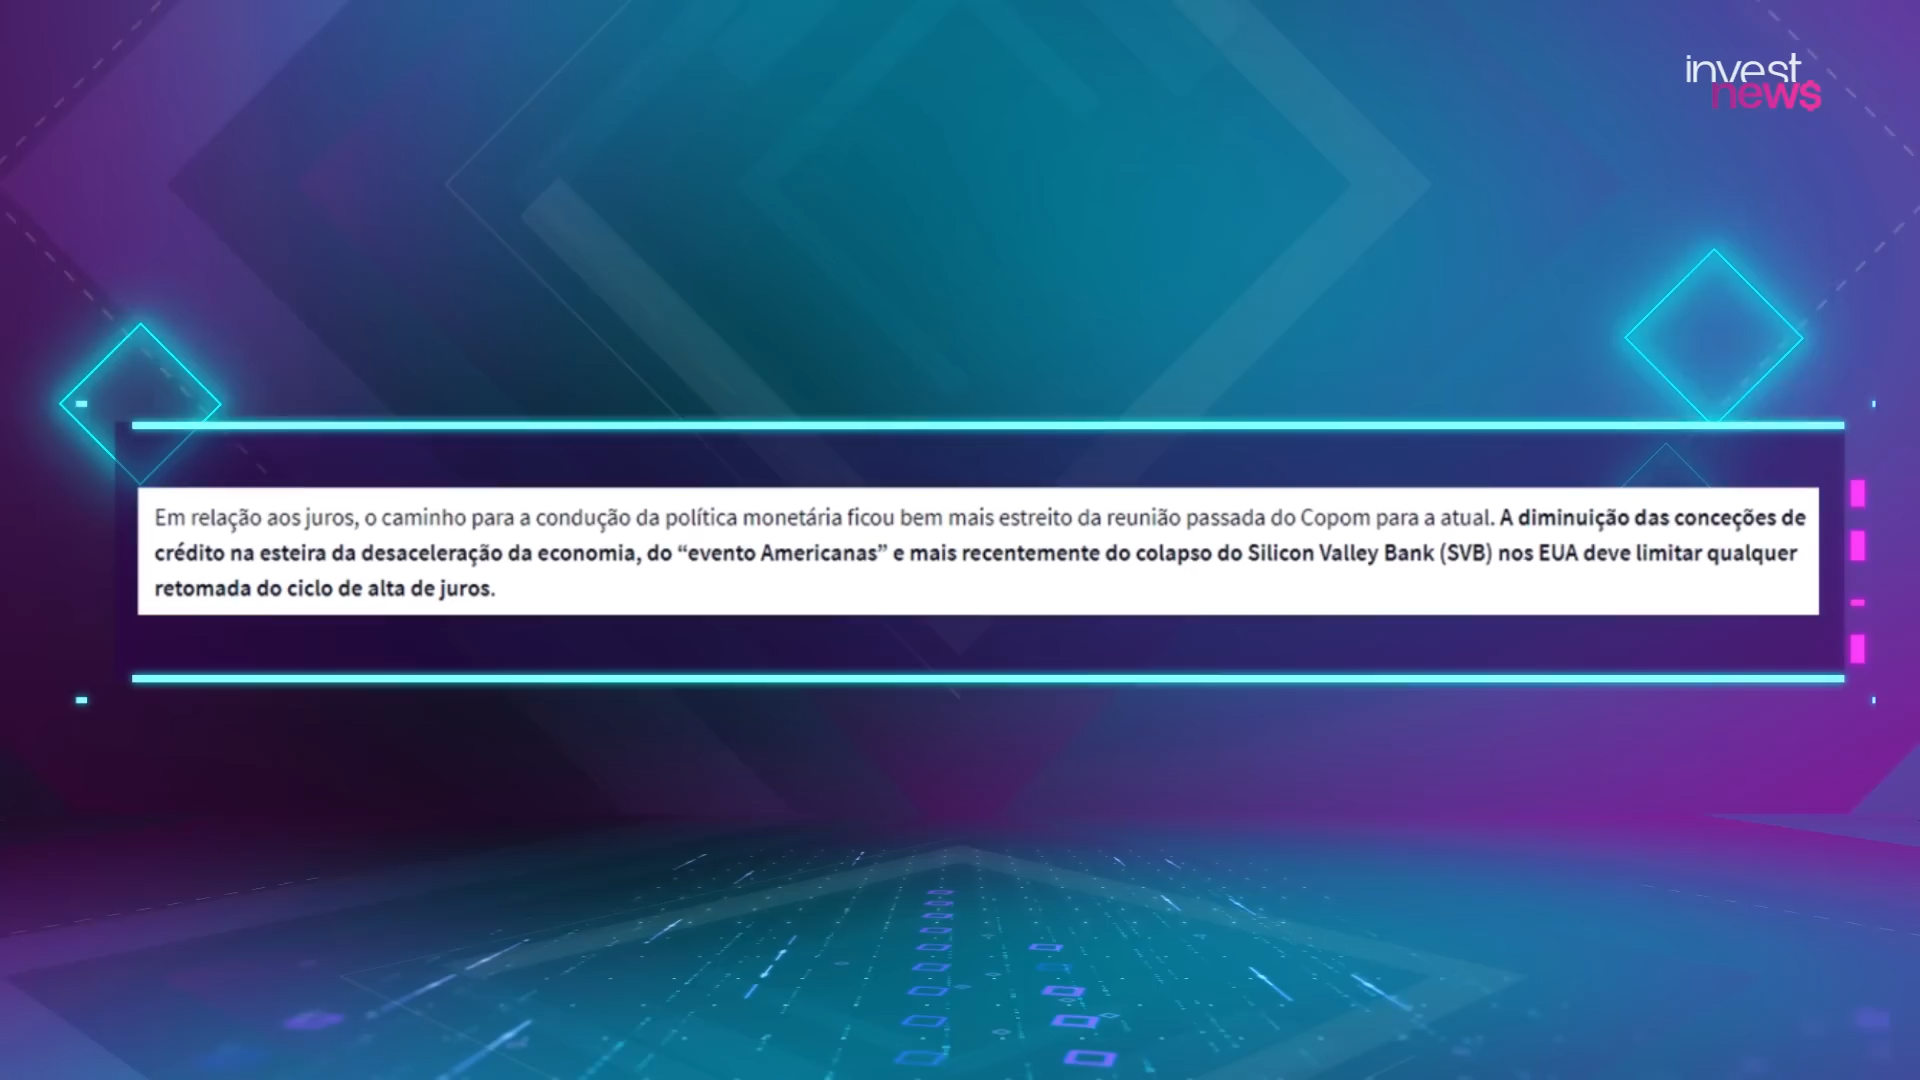 invest
new$
Em relação aos juros, o caminho para a condução da política monetária ficou bem mais estreito da reunião passada do Copom para a atual. A diminuição das conceções de
crédito na esteira da desaceleração da economia, do “evento Americanas” e mais recentemente do colapso do Silicon Valley Bank (SVB) nos EUA deve limitar qualquer
retomada do ciclo de alta de juros.